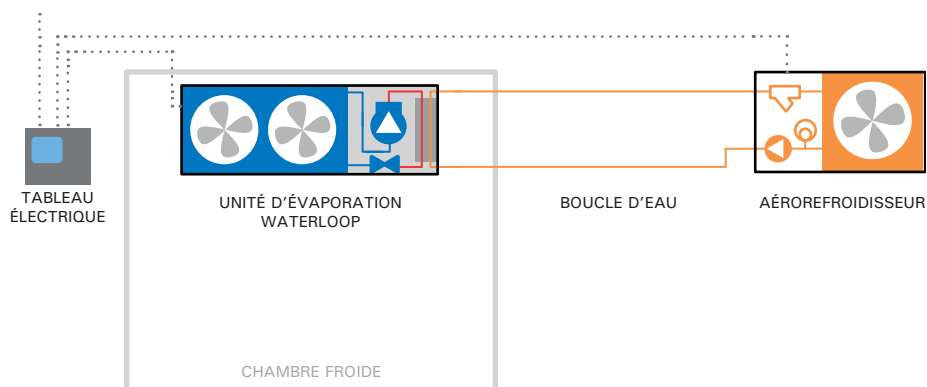 TABLEAU
ÉLECTRIQUE
UNITÉ D'ÉVAPORATION
WATERLOOP
BOUCLE D'EAU
AÉROREFROIDISSEUR
CHAMBRE FROIDE